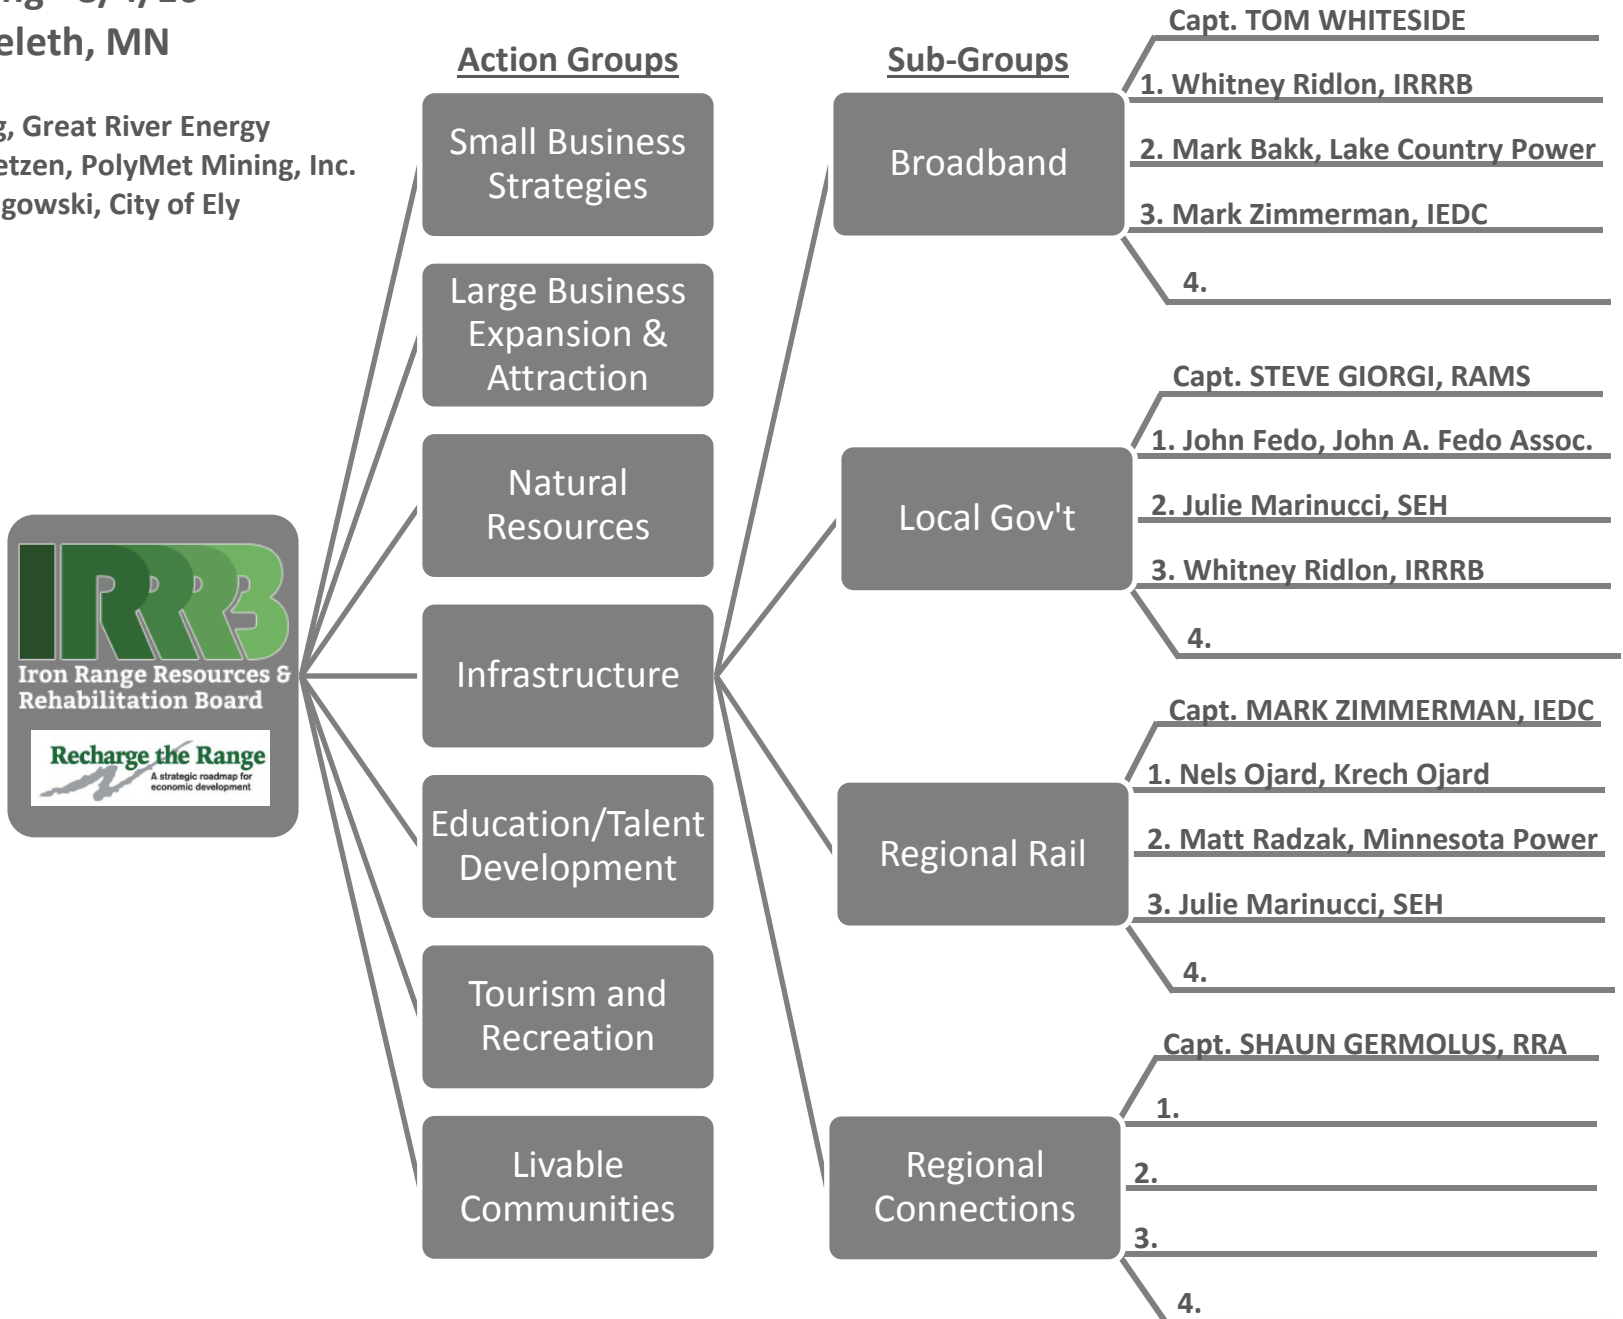 eleth, MN
Great River Energy
PolyMet Mining, Inc.
City of Ely
Action Groups
Small Business
Strategies
Large Business
Expansion &
Attraction
Natural
Resources
Infrastructure
Education/Talent
Development
Tourism and
Recreation
Livable
Communities
IRRRB
Iron Range Resources &
Rehabilitation Board
Recharge the Range
A strategic roadmap for
economic development
Sub-Groups
Broadband
Capt. TOM WHITESIDE
1. Whitney Ridlon, IRRRB
2. Mark Bakk, Lake Country Power
3. Mark Zimmerman, IEDC
4.
Local Gov't
Capt. STEVE GIORGI, RAMS
1. John Fedo, John A. Fedo Assoc.
2. Julie Marinucci, SEH
3. Whitney Ridlon, IRRRB
4.
Regional Rail
Capt. MARK ZIMMERMAN, IEDC
1. Nels Ojard, Krech Ojard
2. Matt Radzak, Minnesota Power
3. Julie Marinucci, SEH
4.
Regional
Connections
Capt. SHAUN GERMOLUS, RRA
1.
2.
3.
4.